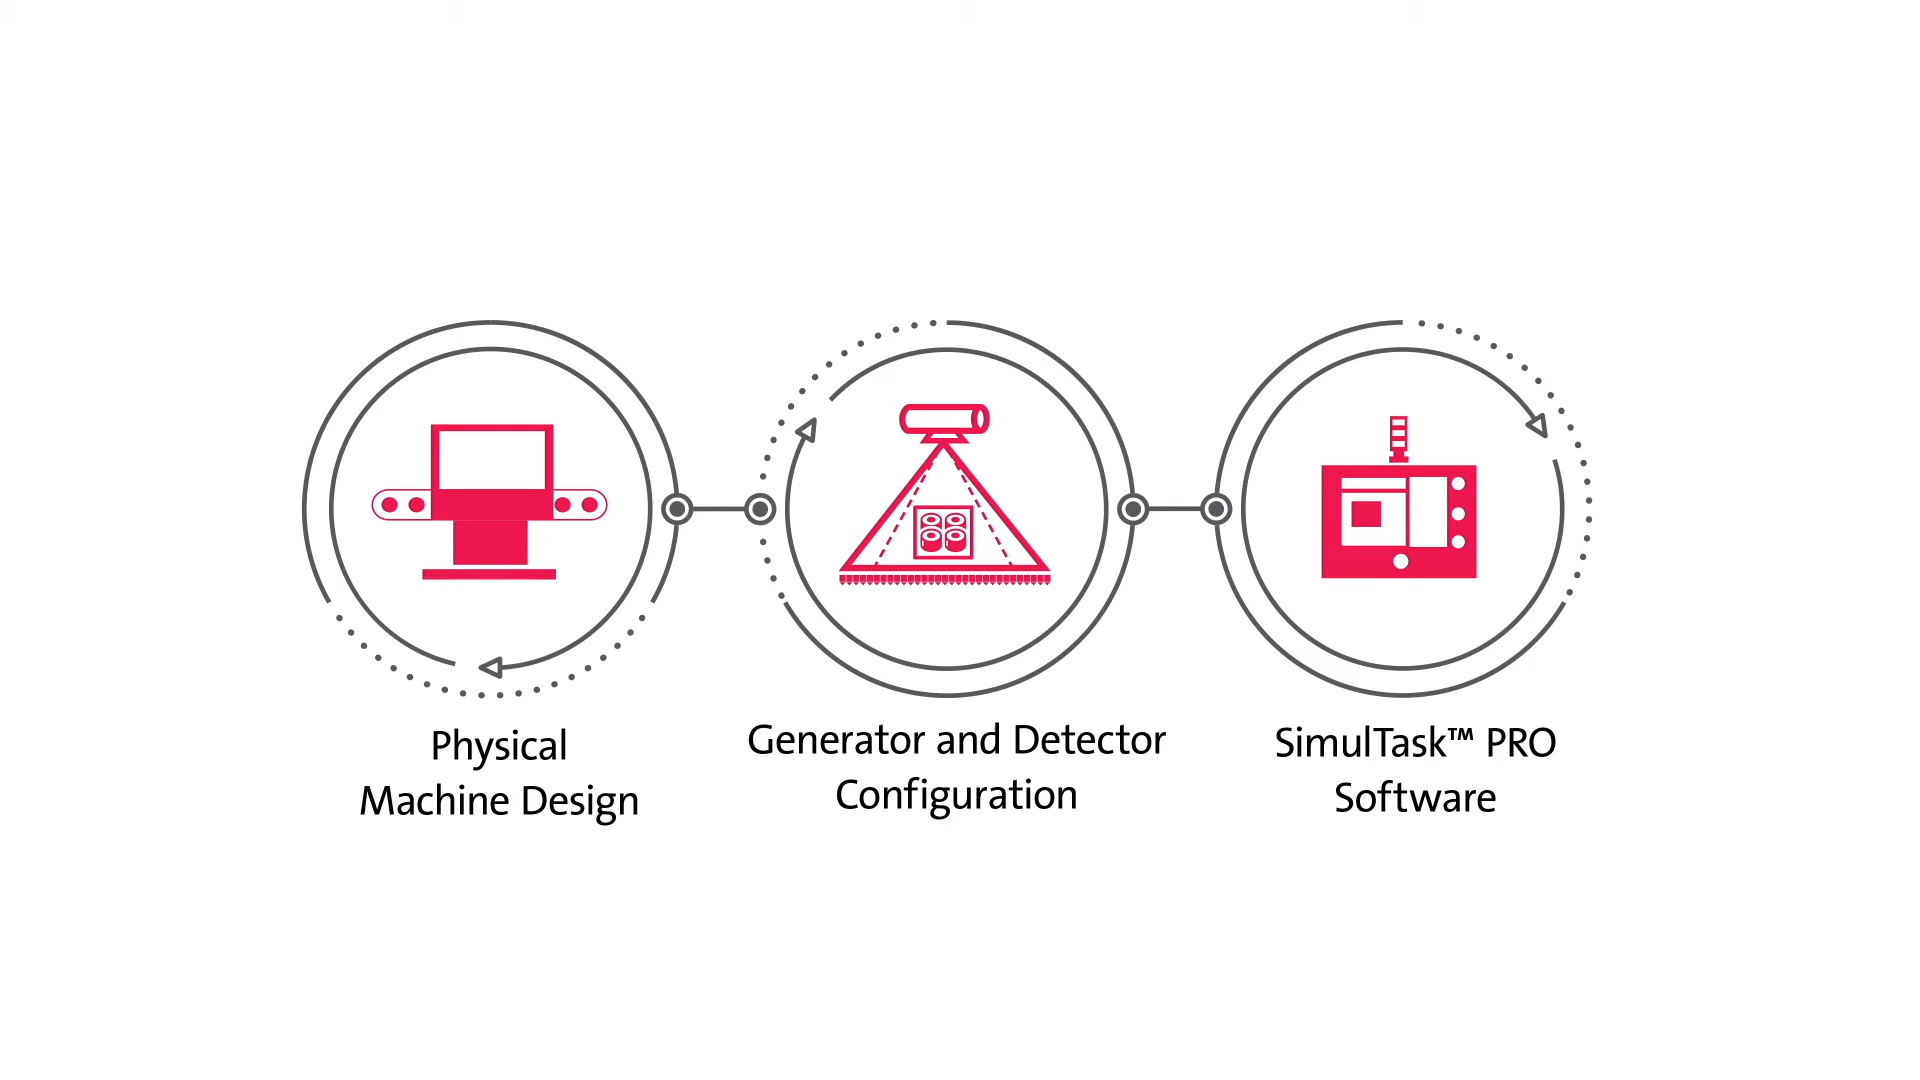 Physical
Machine Design
Generator and Detector
Configuration
SimulTask™ PRO
Software